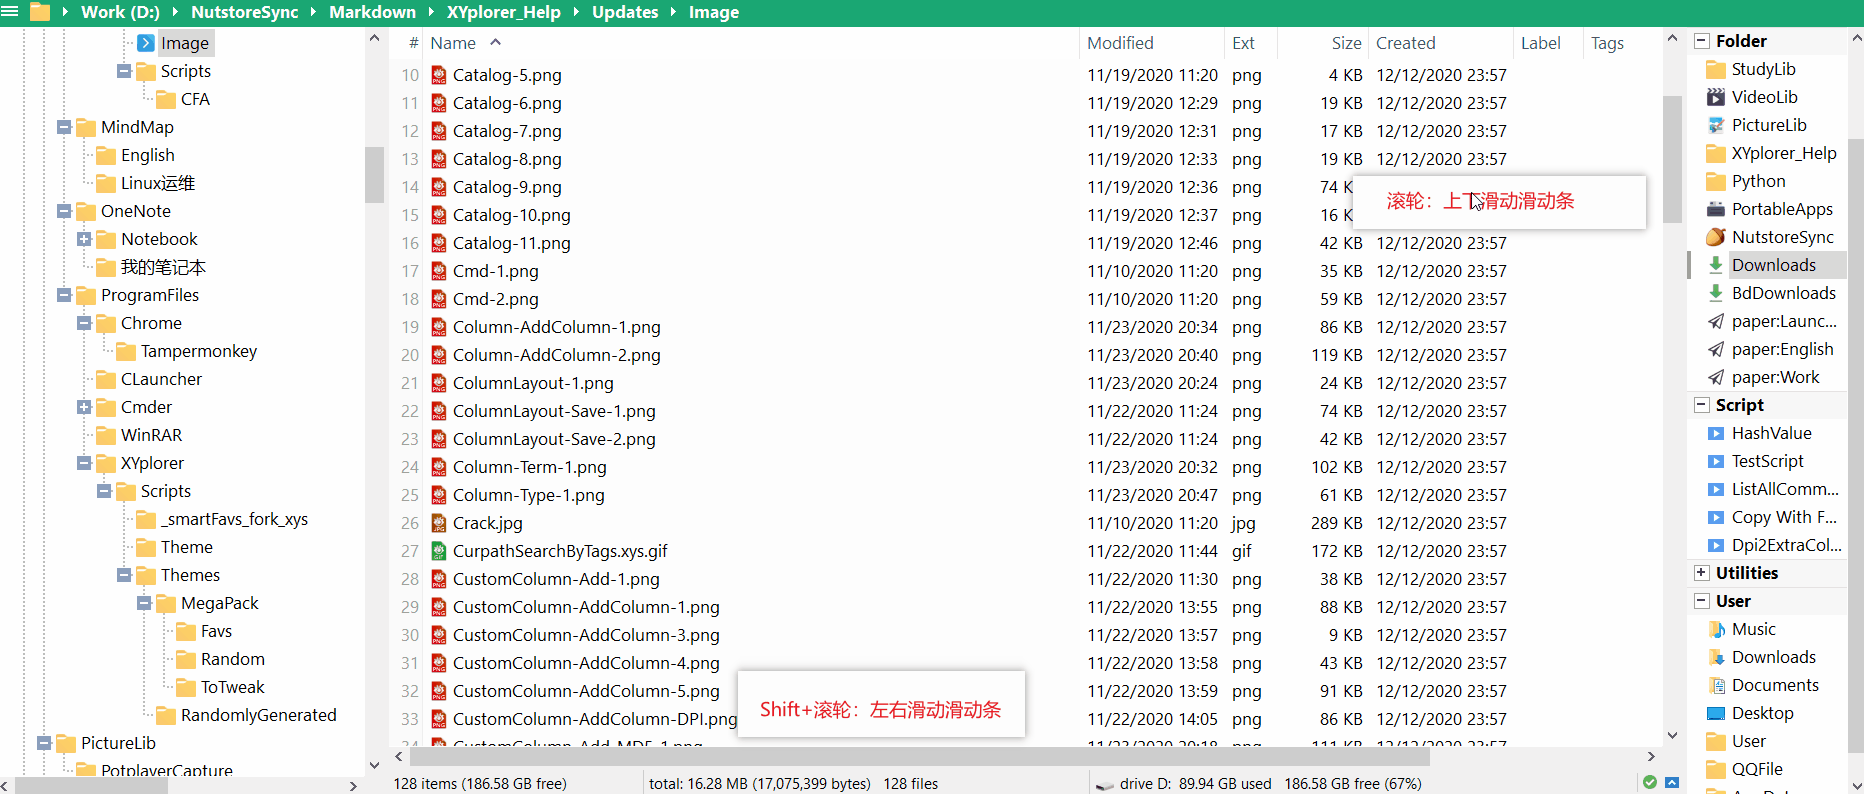 Work (D:) NutstoreSync Markdown XYplorer_Help Updates Image
Image
Scripts
CFA
MindMap
English
Linux运维
OneNote
Notebook
我的笔记本
ProgramFiles
Chrome
Tampermonkey
CLauncher
Cmder
WinRAR
XYplorer
Scripts
_smartFavs_fork_xys
Theme
Themes
MegaPack
Favs
Random
ToTweak
RandomlyGenerated
PictureLib
PotplayerCapture
# Name Modified Ext Size Created Label Tags
10 Catalog-5.png 11/19/2020 11:20 png 4 KB 12/12/2020 23:57
11 Catalog-6.png 11/19/2020 12:29 png 19 KB 12/12/2020 23:57
12 Catalog-7.png 11/19/2020 12:31 png 17 KB 12/12/2020 23:57
13 Catalog-8.png 11/19/2020 12:33 png 19 KB 12/12/2020 23:57
14 Catalog-9.png 11/19/2020 12:36 png 74 K
滚轮：上下滑动滑动条
15 Catalog-10.png 11/19/2020 12:37 png 16 K
16 Catalog-11.png 11/19/2020 12:46 png 42 KB 12/12/2020 23:57
17 Cmd-1.png 11/10/2020 11:20 png 35 KB 12/12/2020 23:57
18 Cmd-2.png 11/10/2020 11:20 png 59 KB 12/12/2020 23:57
19 Column-AddColumn-1.png 11/23/2020 20:34 png 86 KB 12/12/2020 23:57
20 Column-AddColumn-2.png 11/23/2020 20:40 png 119 KB 12/12/2020 23:57
21 ColumnLayout-1.png 11/23/2020 20:24 png 24 KB 12/12/2020 23:57
22 ColumnLayout-Save-1.png 11/22/2020 11:24 png 74 KB 12/12/2020 23:57
23 ColumnLayout-Save-2.png 11/22/2020 11:24 png 42 KB 12/12/2020 23:57
24 Column-Term-1.png 11/23/2020 20:32 png 102 KB 12/12/2020 23:57
25 Column-Type-1.png 11/23/2020 20:47 png 61 KB 12/12/2020 23:57
26 Crack.jpg 11/10/2020 11:20 jpg 289 KB 12/12/2020 23:57
27 CurpathSearchByTags.xys.gif 11/22/2020 11:44 gif 172 KB 12/12/2020 23:57
28 CustomColumn-Add-1.png 11/22/2020 11:30 png 38 KB 12/12/2020 23:57
29 CustomColumn-AddColumn-1.png 11/22/2020 13:55 png 88 KB 12/12/2020 23:57
30 CustomColumn-AddColumn-3.png 11/22/2020 13:57 png 9 KB 12/12/2020 23:57
31 CustomColumn-AddColumn-4.png 11/22/2020 13:58 png 43 KB 12/12/2020 23:57
32 CustomColumn-AddColumn-5.png 11/22/2020 13:59 png 91 KB 12/12/2020 23:57
33 CustomColumn-AddColumn-DPI.png 11/22/2020 14:05 png 86 KB 12/12/2020 23:57
Shift+滚轮：左右滑动滑动条
34 CustomColumn-Add-MDF-1.png 11/23/2020 20:18 png 111 KB 12/12/2020 23:57
128 items (186.58 GB free) total: 16.28 MB (17,075,399 bytes) 128 files drive D: 89.94 GB used 186.58 GB free (67%)
Folder
StudyLib
VideoLib
PictureLib
XYplorer_Help
Python
PortableApps
NutstoreSync
Downloads
BdDownloads
paper:Launc...
paper:English
paper:Work
Script
HashValue
TestScript
ListAllComm...
Copy With F...
Dpi2ExtraCol...
Utilities
User
Music
Downloads
Documents
Desktop
User
QQFile